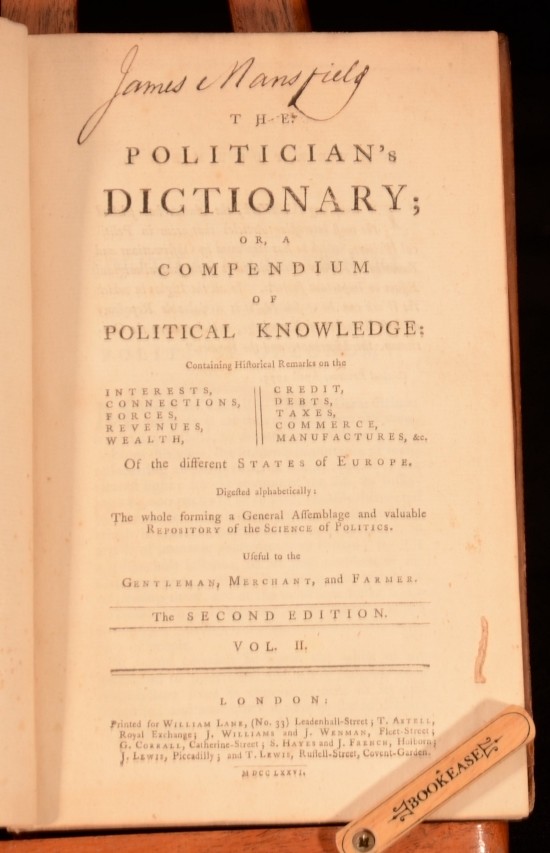 James Mansfield
THE
POLITICIAN's
DICTIONARY;
OR, A
COMPENDIUM
OF
POLITICAL KNOWLEDGE:
Containing Hiſtorical Remarks on the
INTERESTS,
CONNECTIONS,
FORCES,
REVENUES,
WEALTH,
CREDIT,
DEBTS,
TAXES,
COMMERCE,
MANUFACTURES, &c.
Of the different STATES of EUROPE,
Digeſted alphabetically;
The whole forming a General Aſſemblage and valuable
REPOSITORY of the SCIENCE of POLITICS.
Uſeful to the
GENTLEMAN, MERCHANT, and FARMER.
The SECOND EDITION.
VOL. II.
LONDON:
Printed for WILLIAM LANE, (No. 33) Leadenhall-Street; T. AXTELL,
Royal Exchange; J. WILLIAMS and J. WENMAN, Fleet-Street;
G. CORRALL, Catherine-Street; S. HAYES and J. FRENCH, Holborn;
J. LEWIS, Piccadilly; and T. LEWIS, Ruſſell-Street, Covent-Garden.
MDCCLXXVI.
BOOKEASE